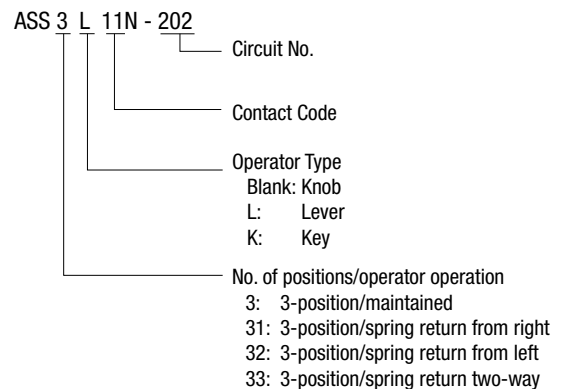 ASS 3 L 11N - 202
Circuit No.
Contact Code
Operator Type
Blank: Knob
L: Lever
K: Key
No. of positions/operator operation
3: 3-position/maintained
31: 3-position/spring return from right
32: 3-position/spring return from left
33: 3-position/spring return two-way